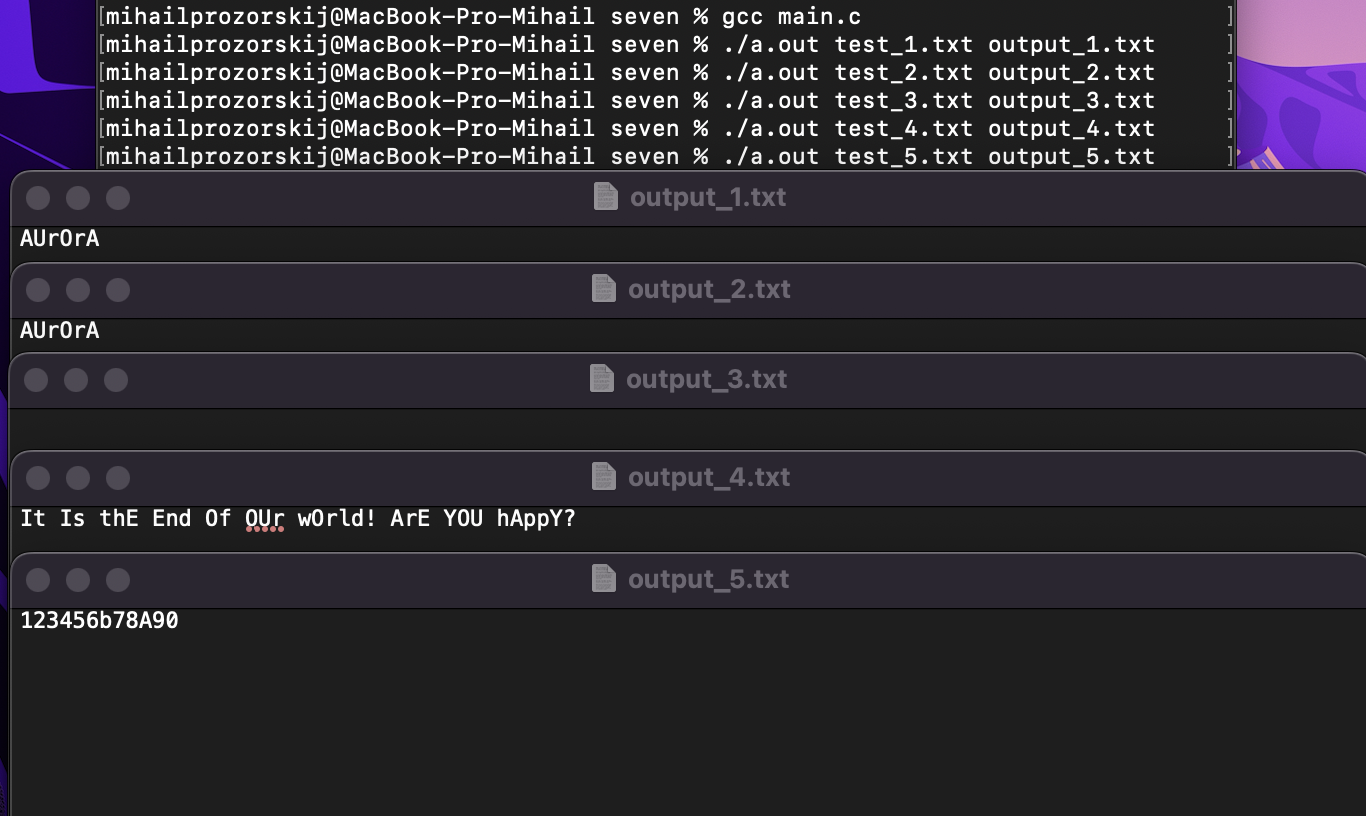 [mihailprozorskij@MacBook-Pro-Mihail seven % gcc main.c ]
[mihailprozorskij@MacBook-Pro-Mihail seven % ./a.out test_1.txt output_1.txt ]
[mihailprozorskij@MacBook-Pro-Mihail seven % ./a.out test_2.txt output_2.txt ]
[mihailprozorskij@MacBook-Pro-Mihail seven % ./a.out test_3.txt output_3.txt ]
[mihailprozorskij@MacBook-Pro-Mihail seven % ./a.out test_4.txt output_4.txt ]
[mihailprozorskij@MacBook-Pro-Mihail seven % ./a.out test_5.txt output_5.txt ]
output_1.txt
AUrOrA
output_2.txt
AUrOrA
output_3.txt
output_4.txt
It Is thE End Of OUr wOrld! ArE YOU hAppY?
output_5.txt
123456b78A90